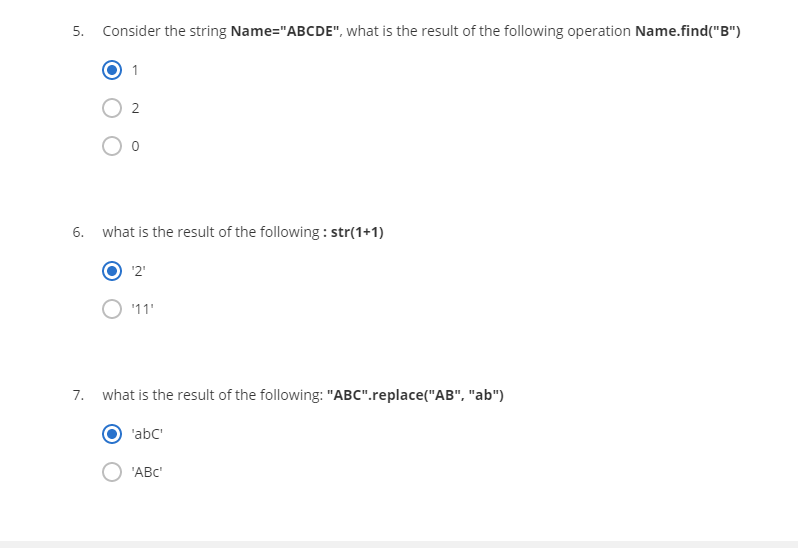 5. Consider the string Name="ABCDE", what is the result of the following operation Name.find("B")
1
2
0
6. what is the result of the following : str(1+1)
'2'
'11'
7. what is the result of the following: "ABC".replace("AB", "ab")
'abC'
'ABc'